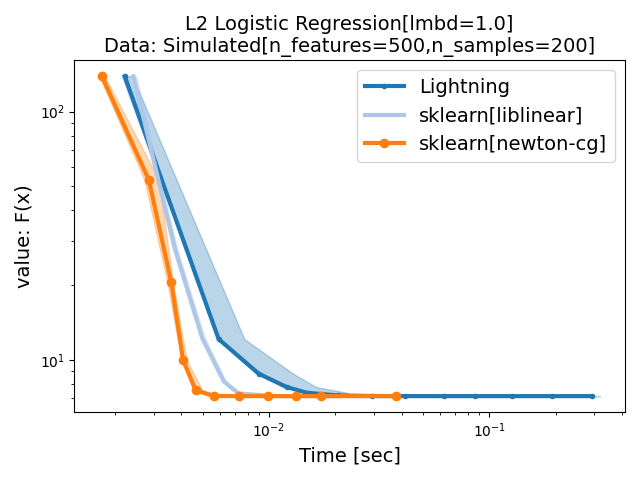 L2 Logistic Regression[lmbd=1.0]
Data: Simulated[n_features=500,n_samples=200]
Lightning
sklearn[liblinear]
sklearn[newton-cg]
value: F(x)
10²
10¹
10⁻²
10⁻¹
Time [sec]